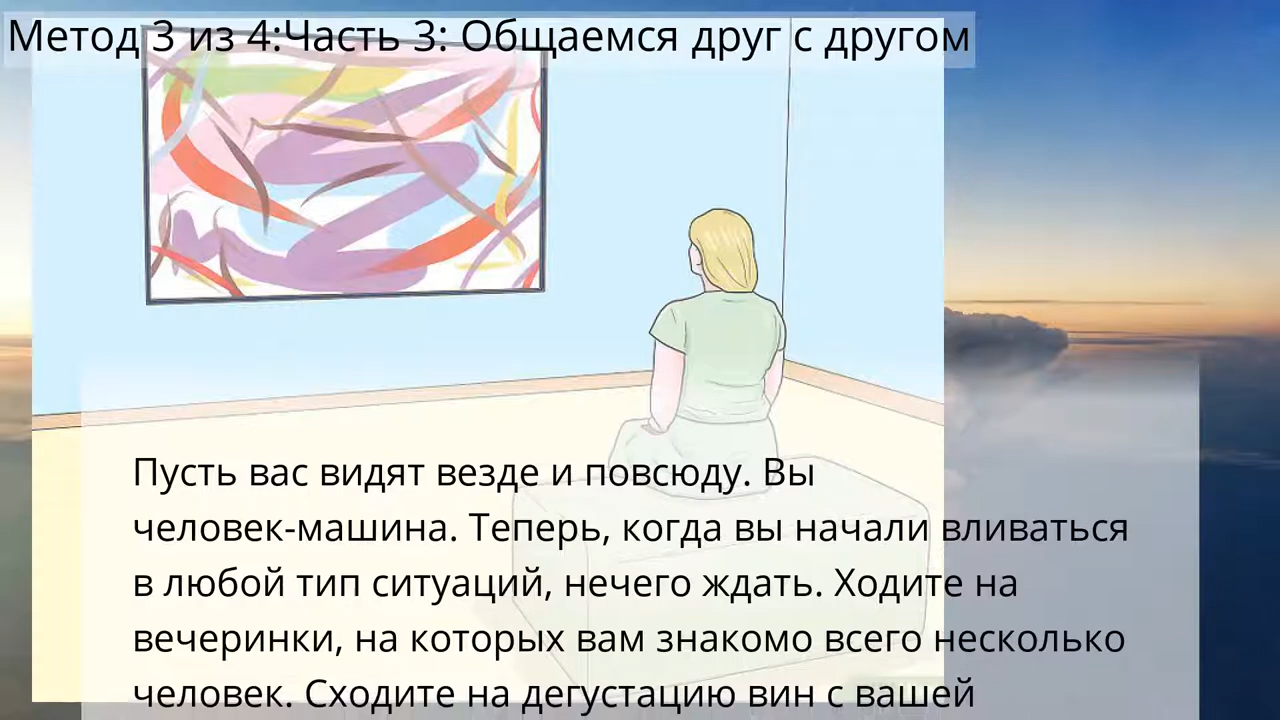 Метод 3 из 4:Часть 3: Общаемся друг с другом
Пусть вас видят везде и повсюду. Вы
человек-машина. Теперь, когда вы начали вливаться
в любой тип ситуаций, нечего ждать. Ходите на
вечеринки, на которых вам знакомо всего несколько
человек. Сходите на дегустацию вин с вашей